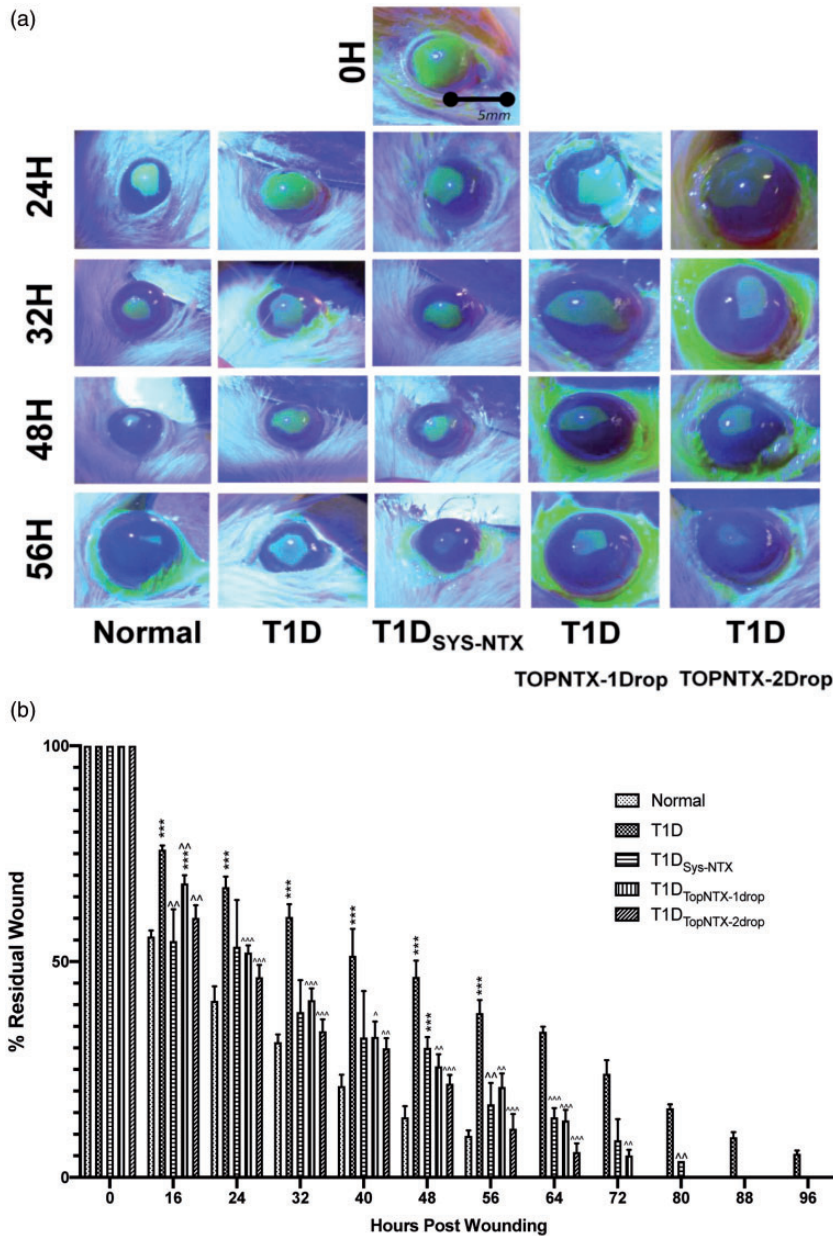 (a)
0H
5mm
24H
32H
48H
56H
Normal T1D T1DSYS-NTX T1D T1D
TOPNTX-1Drop TOPNTX-2Drop
(b)
% Residual Wound
100
50
0
Normal
T1D
T1DSys-NTX
T1DTopNTX-1drop
T1DTopNTX-2drop
*** ^^ *** ^^ ^^
*** ^^^ ^^^
*** ^^^ ^^^
*** ^ ^^
*** *** ^^ ^^^
*** ^^ ^^ ^^^
^^^ ^^^ ^^^
^^
^^
0 16 24 32 40 48 56 64 72 80 88 96
Hours Post Wounding